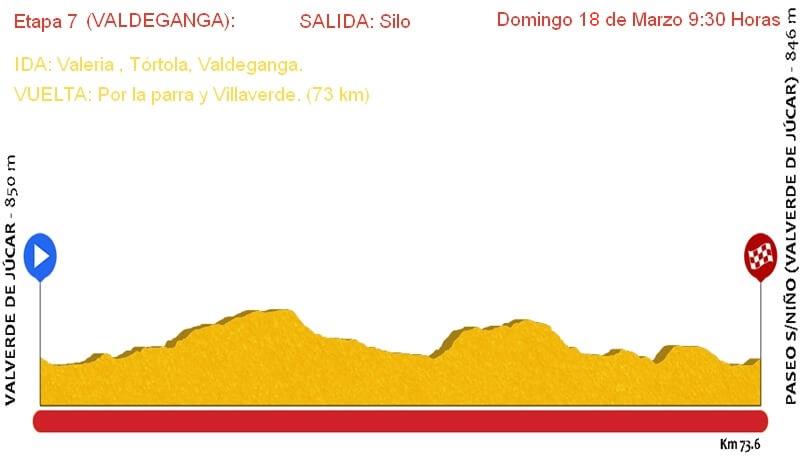 Etapa 7 (VALDEGANGA): SALIDA: Silo Domingo 18 de Marzo 9:30 Horas
IDA: Valeria , Tórtola, Valdeganga.
VUELTA: Por la parra y Villaverde. (73 km)
VALVERDE DE JÚCAR - 850 m
PASEO S/NIÑO (VALVERDE DE JÚCAR) - 846 m
Km 73.6